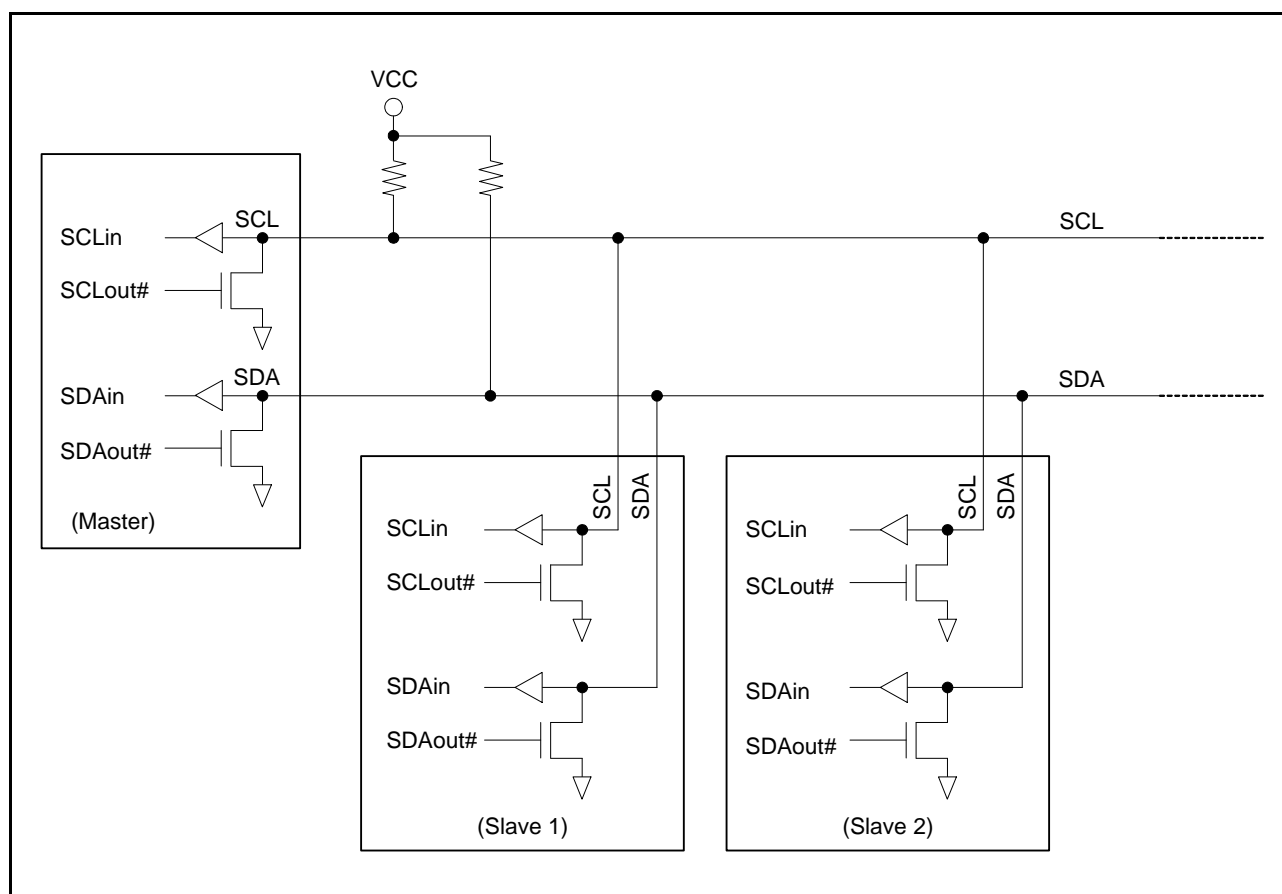 VCC
SCL
SCLin
SCL
SCLout#
SDA
SDAin
SDA
SDAout#
(Master)
SCL
SDA
SCLin
SCLout#
SDAin
SDAout#
(Slave 1)
SCL
SDA
SCLin
SCLout#
SDAin
SDAout#
(Slave 2)